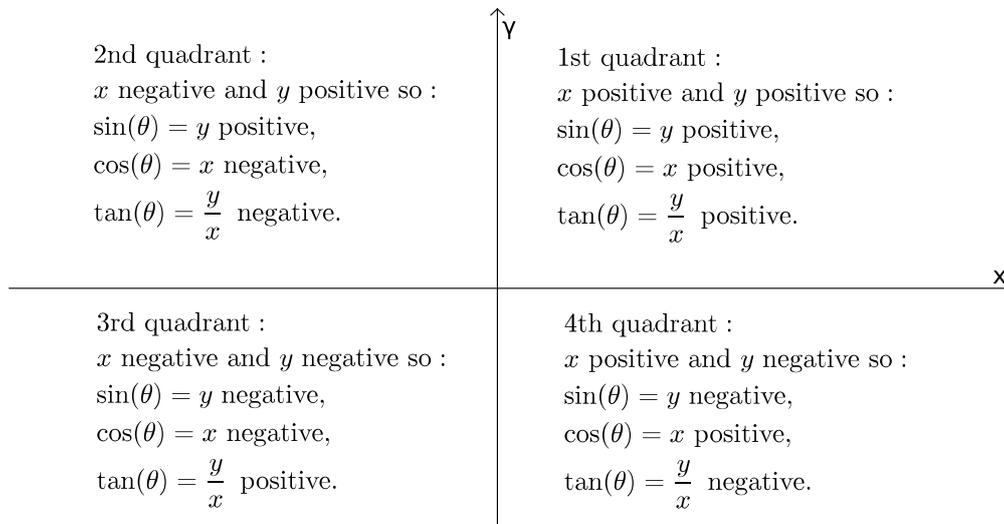 y
2nd quadrant :
x negative and y positive so :
sin(θ) = y positive,
cos(θ) = x negative,
tan(θ) = y/x negative.
1st quadrant :
x positive and y positive so :
sin(θ) = y positive,
cos(θ) = x positive,
tan(θ) = y/x positive.
x
3rd quadrant :
x negative and y negative so :
sin(θ) = y negative,
cos(θ) = x negative,
tan(θ) = y/x positive.
4th quadrant :
x positive and y negative so :
sin(θ) = y negative,
cos(θ) = x positive,
tan(θ) = y/x negative.